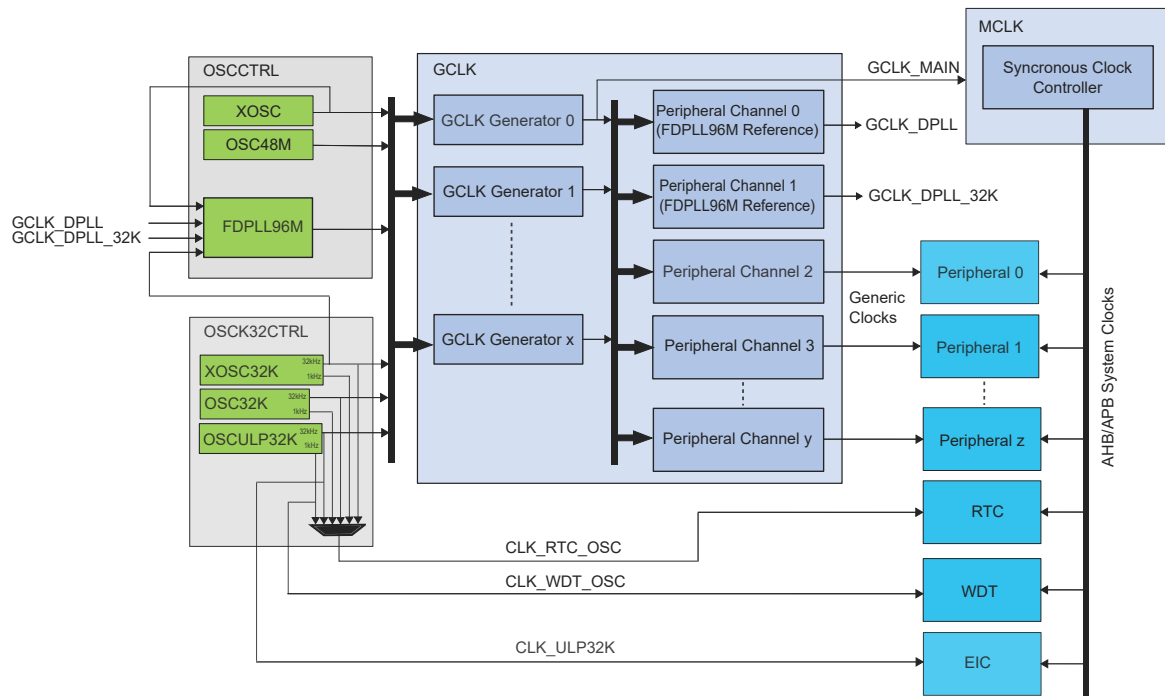 MCLK
Syncronous Clock
Controller
OSCCTRL
XOSC
OSC48M
FDPLL96M
GCLK_DPLL
GCLK_DPLL_32K
GCLK
GCLK_MAIN
GCLK Generator 0
GCLK Generator 1
GCLK Generator x
Peripheral Channel 0
(FDPLL96M Reference)
GCLK_DPLL
Peripheral Channel 1
(FDPLL96M Reference)
GCLK_DPLL_32K
Peripheral Channel 2
Peripheral Channel 3
Peripheral Channel y
Generic
Clocks
Peripheral 0
Peripheral 1
Peripheral z
AHB/APB System Clocks
OSCK32CTRL
XOSC32K
32kHz
1kHz
OSC32K
32kHz
1kHz
OSCULP32K
32kHz
1kHz
CLK_RTC_OSC
RTC
CLK_WDT_OSC
WDT
CLK_ULP32K
EIC